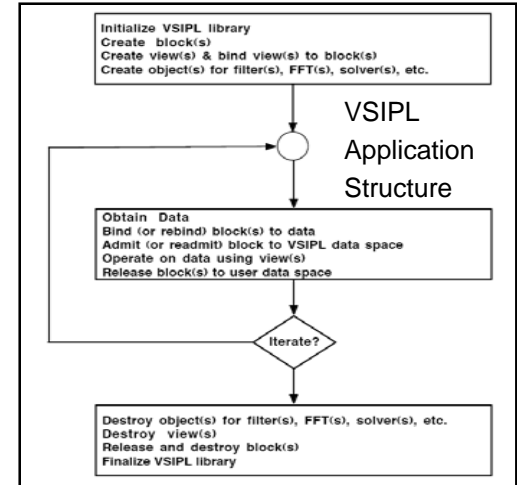 Initialize VSIPL library
Create block(s)
Create view(s) & bind view(s) to block(s)
Create object(s) for filter(s), FFT(s), solver(s), etc.
VSIPL
Application
Structure
Obtain Data
Bind (or rebind) block(s) to data
Admit (or readmit) block to VSIPL data space
Operate on data using view(s)
Release block(s) to user data space
Iterate?
Destroy object(s) for filter(s), FFT(s), solver(s), etc.
Destroy view(s)
Release and destroy block(s)
Finalize VSIPL library